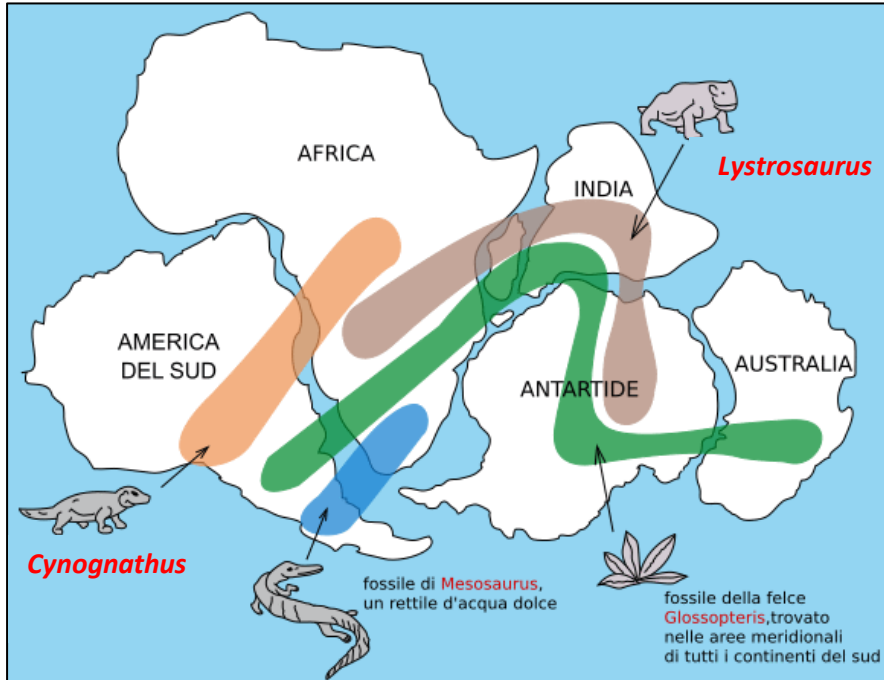 AFRICA
Lystrosaurus
INDIA
AMERICA
DEL SUD
AUSTRALIA
ANTARTIDE
Cynognathus
fossile di Mesosaurus,
un rettile d'acqua dolce
fossile della felce
Glossopteris,trovato
nelle aree meridionali
di tutti i continenti del sud